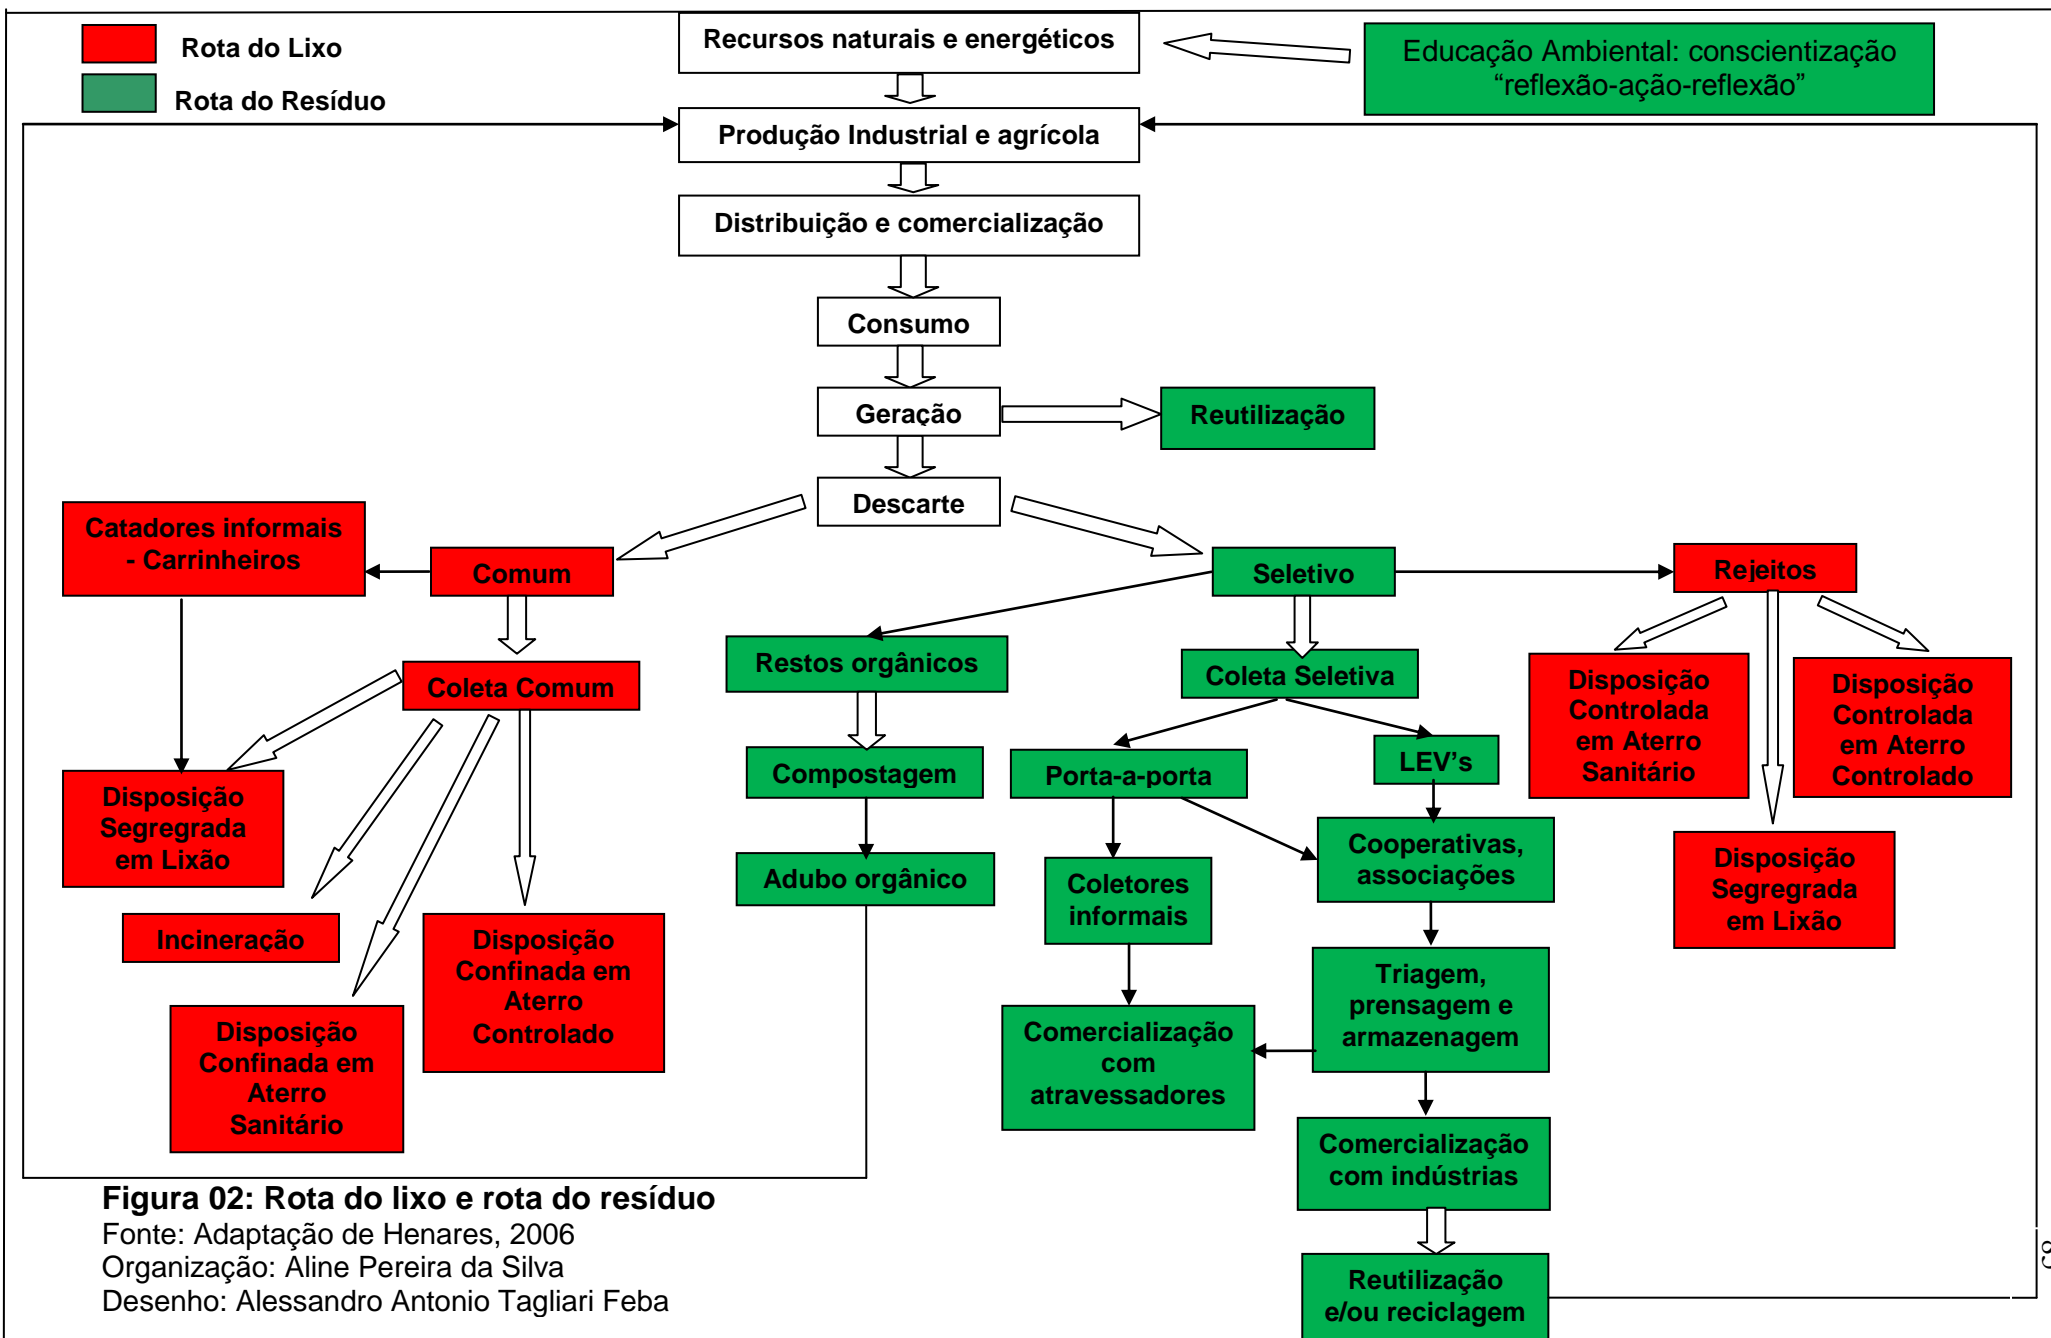 Rota do Lixo
Rota do Resíduo
Recursos naturais e energéticos
Educação Ambiental: conscientização
“reflexão-ação-reflexão”
Produção Industrial e agrícola
Distribuição e comercialização
Consumo
Geração
Reutilização
Descarte
Catadores informais
- Carrinheiros
Comum
Seletivo
Rejeitos
Restos orgânicos
Coleta Comum
Coleta Seletiva
Disposição
Controlada
em Aterro
Sanitário
Disposição
Controlada
em Aterro
Controlado
Compostagem
Porta-a-porta
LEV’s
Disposição
Segregrada
em Lixão
Adubo orgânico
Coletores
informais
Cooperativas,
associações
Disposição
Segregrada
em Lixão
Incineração
Disposição
Confinada em
Aterro
Controlado
Disposição
Confinada em
Aterro
Sanitário
Triagem,
prensagem e
armazenagem
Comercialização
com
atravessadores
Comercialização
com indústrias
Reutilização
e/ou reciclagem
Figura 02: Rota do lixo e rota do resíduo
Fonte: Adaptação de Henares, 2006
Organização: Aline Pereira da Silva
Desenho: Alessandro Antonio Tagliari Feba